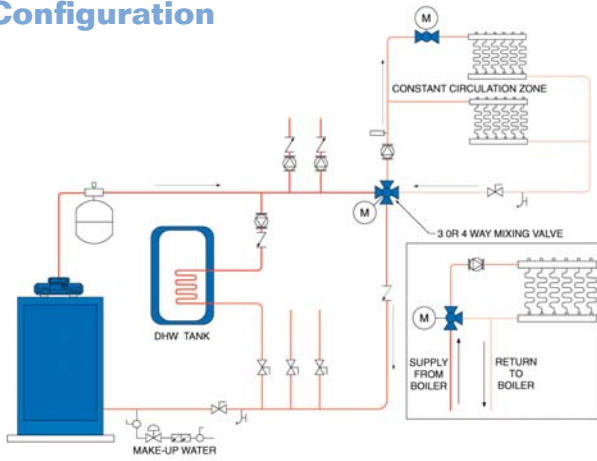 Configuration
M
CONSTANT CIRCULATION ZONE
M
3 0R 4 WAY MIXING VALVE
DHW TANK
M
SUPPLY
FROM
BOILER
RETURN
TO
BOILER
MAKE-UP WATER